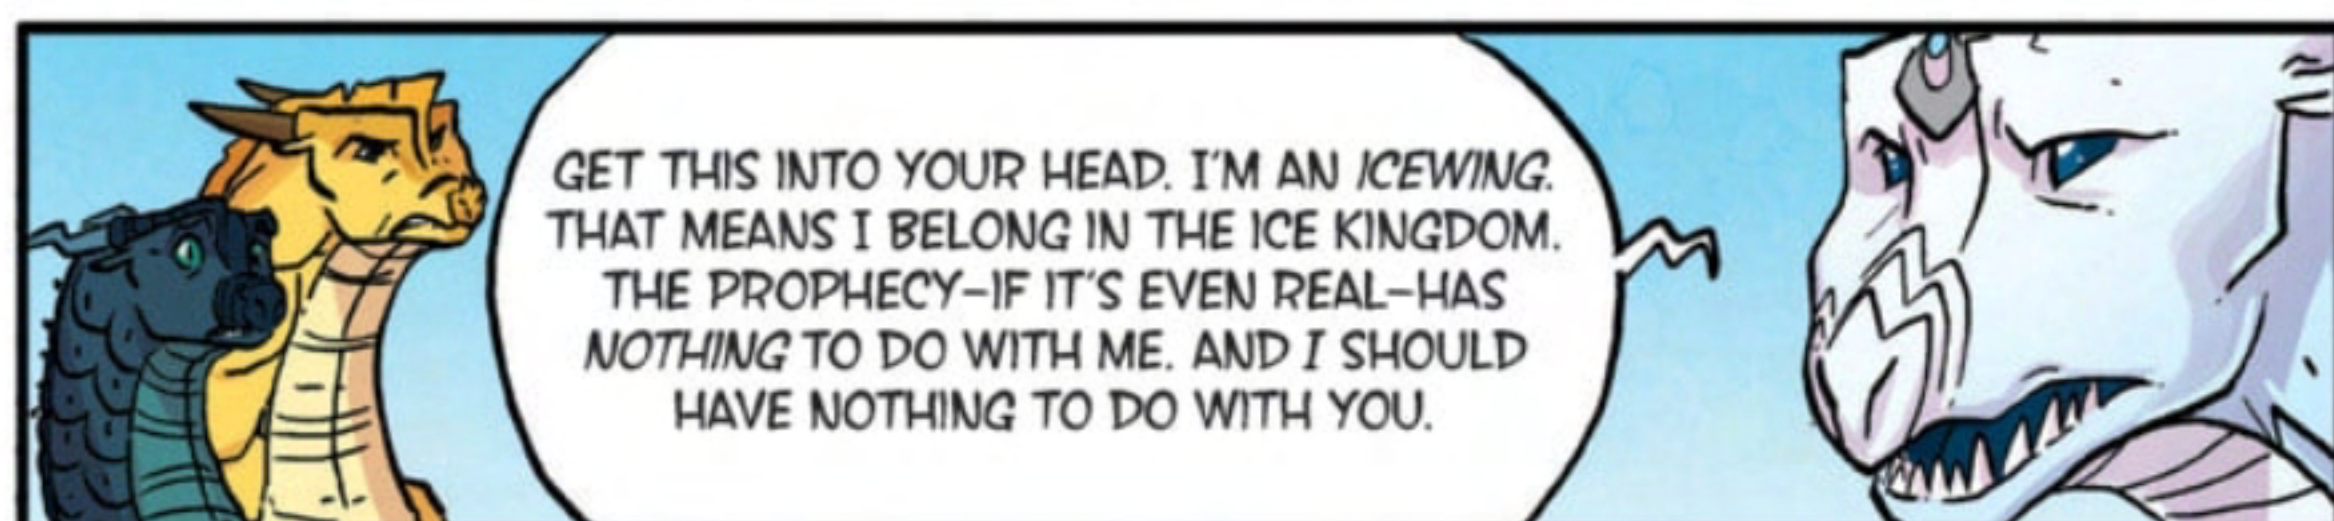 GET THIS INTO YOUR HEAD. I'M AN ICEWING.
THAT MEANS I BELONG IN THE ICE KINGDOM.
THE PROPHECY–IF IT'S EVEN REAL–HAS
NOTHING TO DO WITH ME. AND I SHOULD
HAVE NOTHING TO DO WITH YOU.